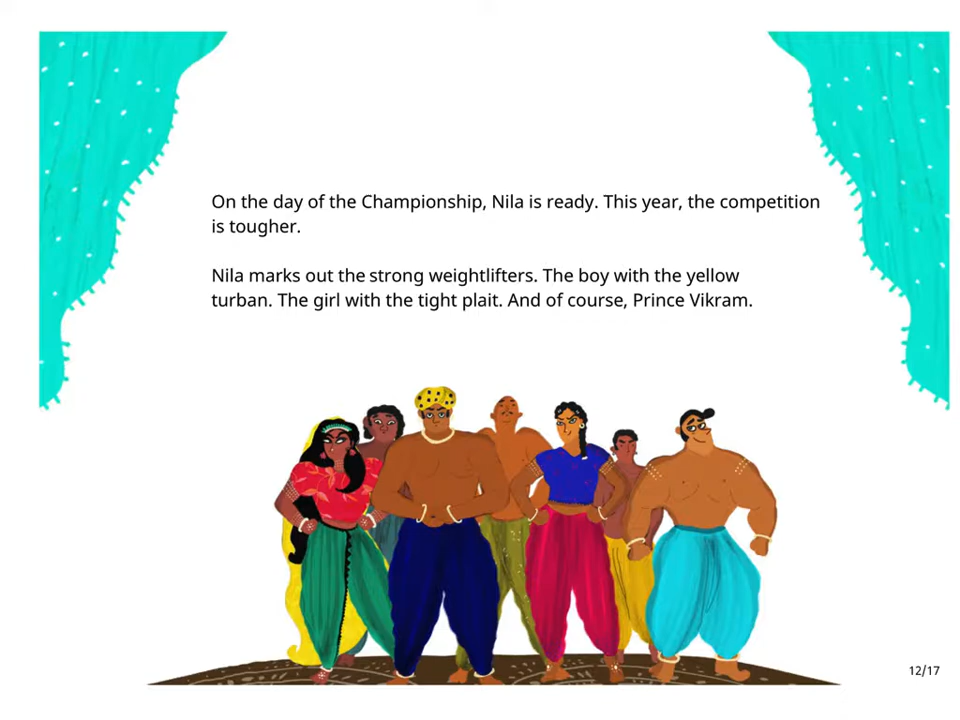 On the day of the Championship, Nila is ready. This year, the competition
is tougher.
Nila marks out the strong weightlifters. The boy with the yellow
turban. The girl with the tight plait. And of course, Prince Vikram.
12/17